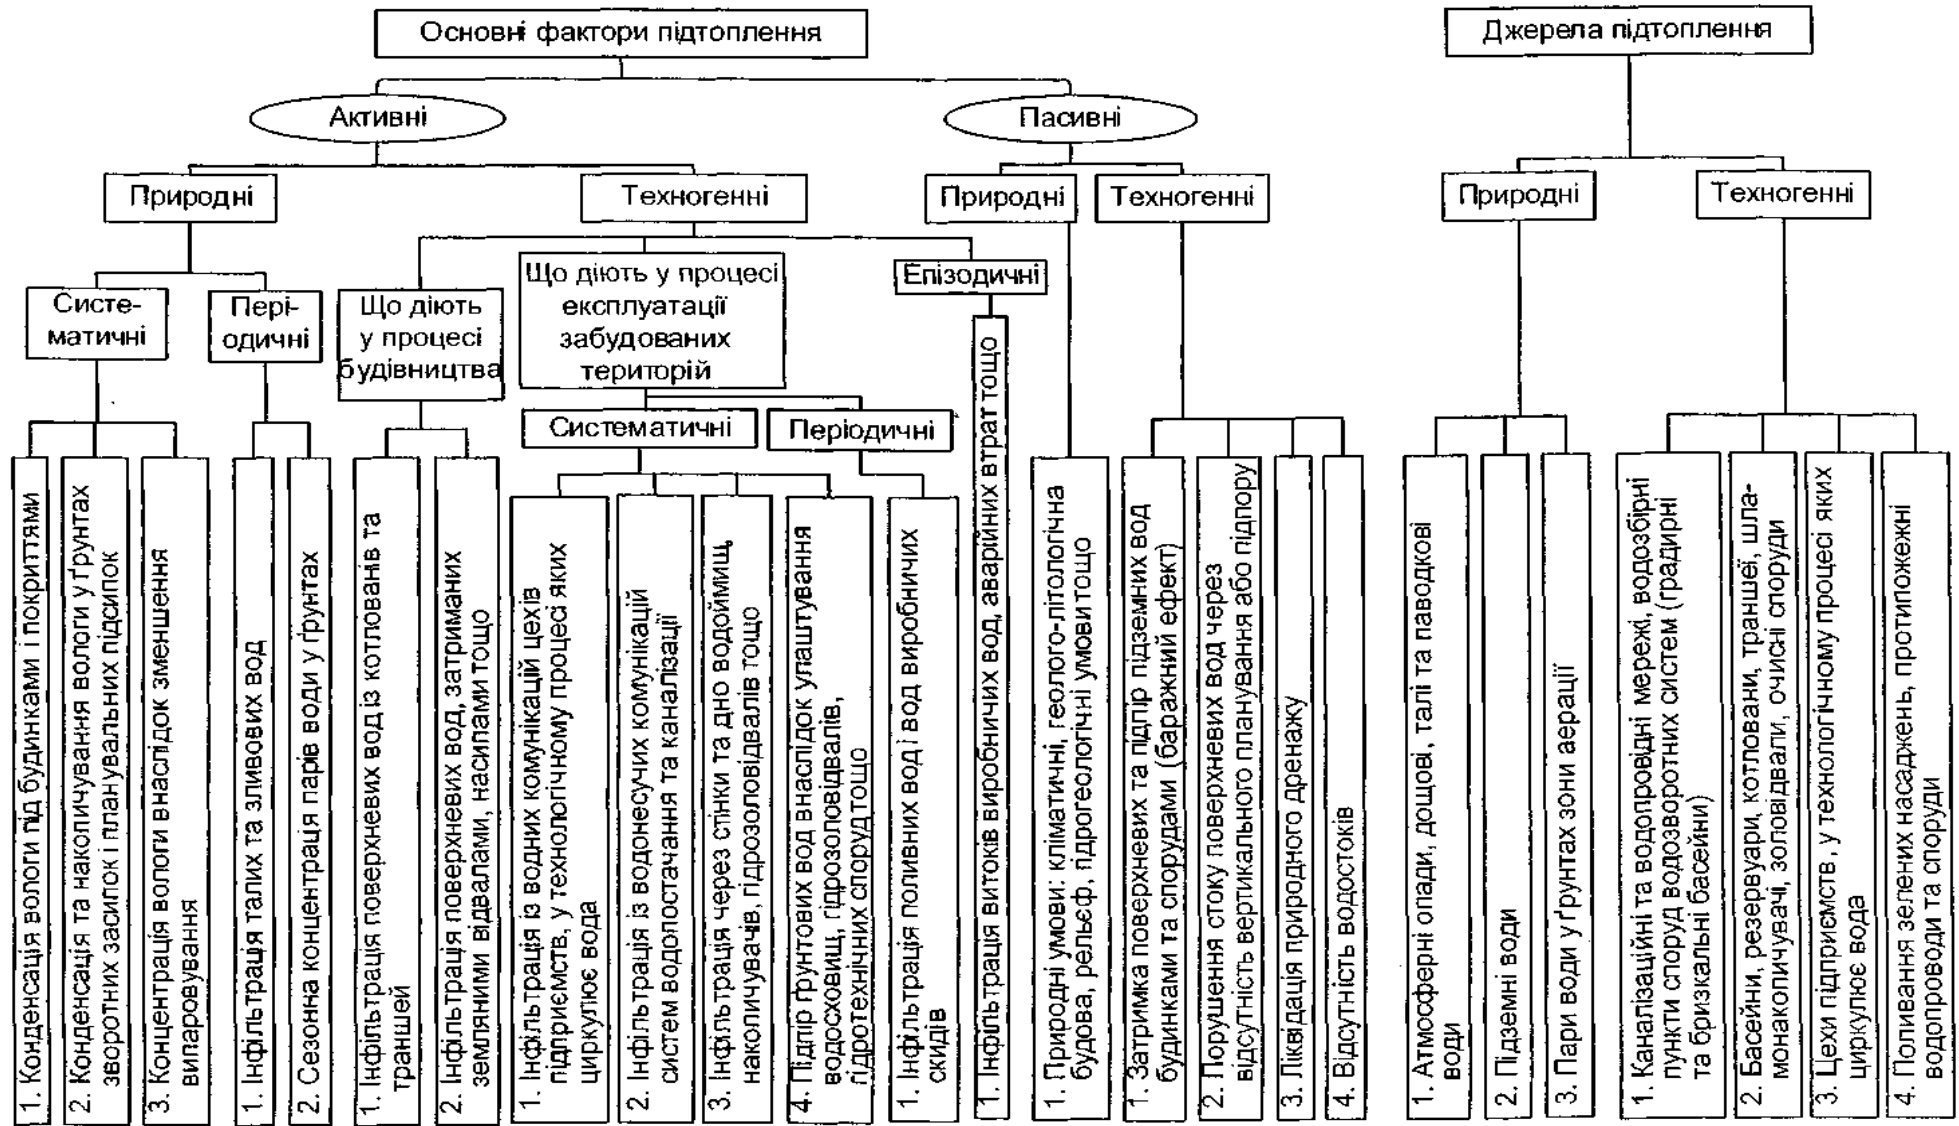 Основні фактори підтоплення
Джерела підтоплення
Активні
Пасивні
Природні
Техногенні
Природні
Техногенні
Природні
Техногенні
Систе-
матичні
Пері-
одичні
Що діють
у процесі
будівництва
Що діють у процесі
експлуатації
забудованих
територій
Епізодичні
Систематичні
Періодичні
1. Конденсація вологи під будинками і покриттями
2. Конденсація та накопичування вологи у ґрунтах
зворотних засипок і планувальних підсипок
3. Концентрація вологи внаслідок зменшення
випаровування
1. Інфільтрація талих та зливових вод
2. Сезонна концентрація парів води у ґрунтах
1. Інфільтрація поверхневих вод із котлованів та
траншей
2. Інфільтрація поверхневих вод, затриманих
земляними відвалами, насипами тощо
1. Інфільтрація із водних комунікацій цехів
підприємств, у технологічному процесі яких
циркулює вода
2. Інфільтрація із водонесучих комунікацій
систем водопостачання та каналізації
3. Інфільтрація через стінки та дно водоймищ,
накопичувачів, гідрозоловідвалів тощо
4. Підпір ґрунтових вод внаслідок улаштування
водосховищ, гідрозоловідвалів,
гідротехнічних споруд тощо
1. Інфільтрація поливних вод і вод виробничих
скидів
1. Інфільтрація витоків виробничих вод, аварійних втрат тощо
1. Природні умови: кліматичні, геолого-літологічна
будова, рельєф, гідрогеологічні умови тощо
1. Затримка поверхневих та підпір підземних вод
будинками та спорудами (баражний ефект)
2. Порушення стоку поверхневих вод через
відсутність вертикального планування або підпору
3. Ліквідація природного дренажу
4. Відсутність водостоків
1. Атмосферні опади, дощові, талі та паводкові
води
2. Підземні води
3. Пари води у ґрунтах зони аерації
1. Каналізаційні та водопровідні мережі, водозбірні
пункти споруд водозворотних систем (градирні
та бризкальні басейни)
2. Басейни, резервуари, котловани, траншеї, шла-
монакопичувачі, золовідвали, очисні споруди
3. Цехи підприємств, у технологічному процесі яких
циркулює вода
4. Поливання зелених насаджень, протипожежні
водопроводи та споруди